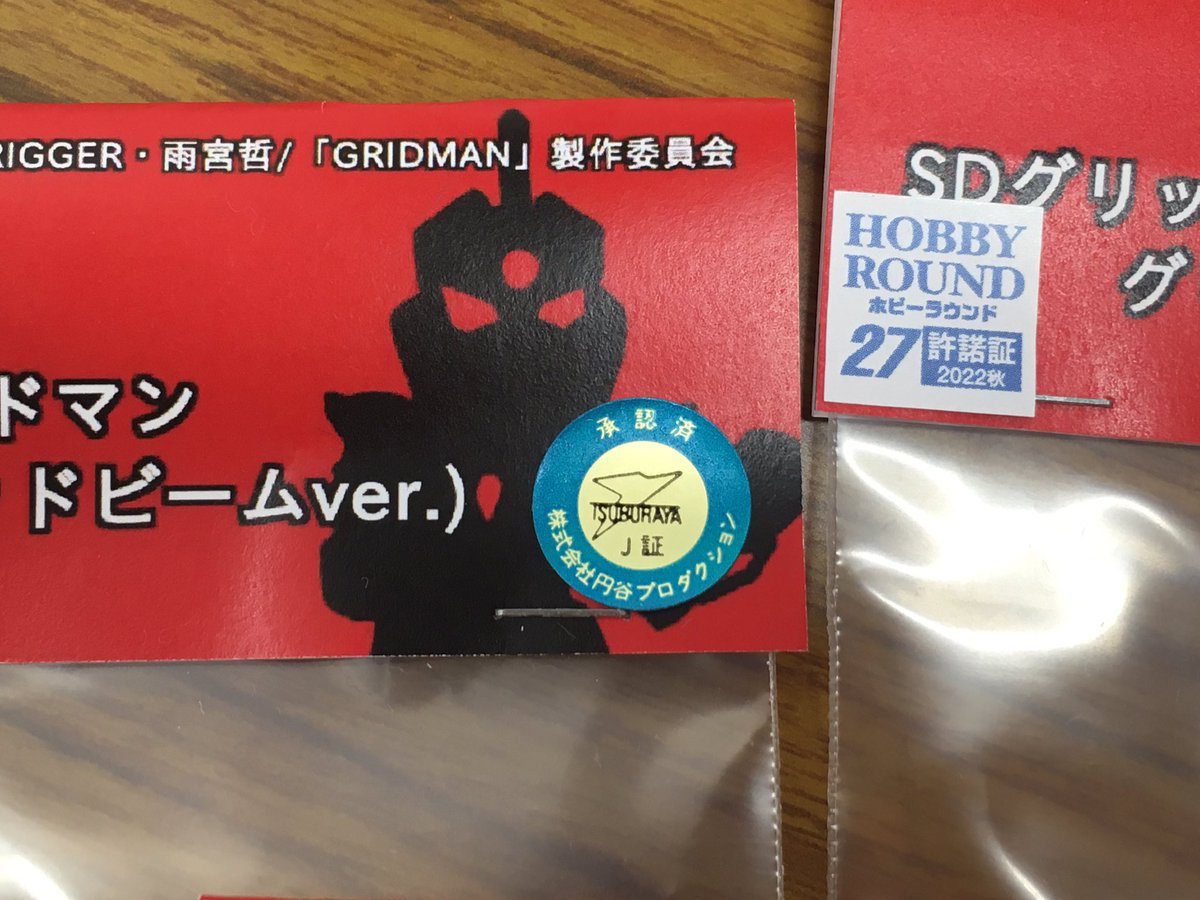 RIGGER・雨宮哲/「GRIDMAN」製作委員会
ドマン
ドビームver.)
承認済
TSUBURAYA
J証
株式会社円谷プロダクション
SDグリッ
グ
HOBBY
ROUND
ホビーラウンド
27 許諾証
2022秋